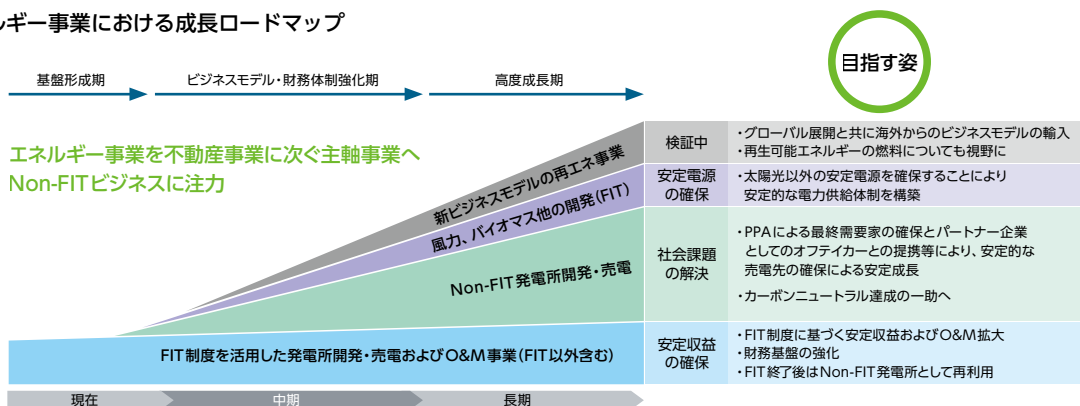 ルギー事業における成長ロードマップ
目指す姿
基盤形成期
ビジネスモデル・財務体制強化期
高度成長期
エネルギー事業を不動産事業に次ぐ主軸事業へ
Non-FITビジネスに注力
新ビジネスモデルの再エネ事業
検証中
・グローバル展開と共に海外からのビジネスモデルの輸入
・再生可能エネルギーの燃料についても視野に
風力、バイオマス他の開発(FIT)
安定電源
の確保
・太陽光以外の安定電源を確保することにより
安定的な電力供給体制を構築
Non-FIT発電所開発・売電
社会課題
の解決
・PPAによる最終需要家の確保とパートナー企業
としてのオフテイカーとの提携等により、安定的な
売電先の確保による安定成長
・カーボンニュートラル達成の一助へ
FIT制度を活用した発電所開発・売電およびO&M事業(FIT以外含む)
安定収益
の確保
・FIT制度に基づく安定収益およびO&M拡大
・財務基盤の強化
・FIT終了後はNon-FIT発電所として再利用
現在
中期
長期